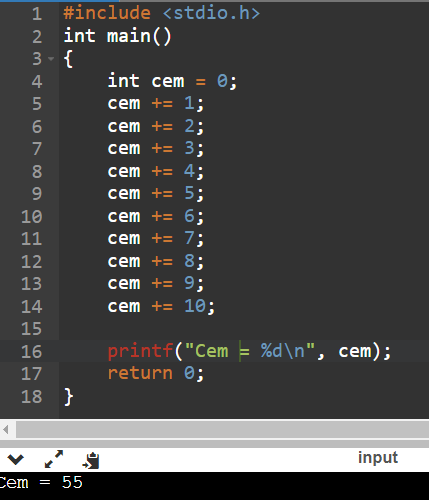 1 #include <stdio.h>
2 int main()
3 {
4 int cem = 0;
5 cem += 1;
6 cem += 2;
7 cem += 3;
8 cem += 4;
9 cem += 5;
10 cem += 6;
11 cem += 7;
12 cem += 8;
13 cem += 9;
14 cem += 10;
15
16 printf("Cem = %d\n", cem);
17 return 0;
18 }
input
Cem = 55